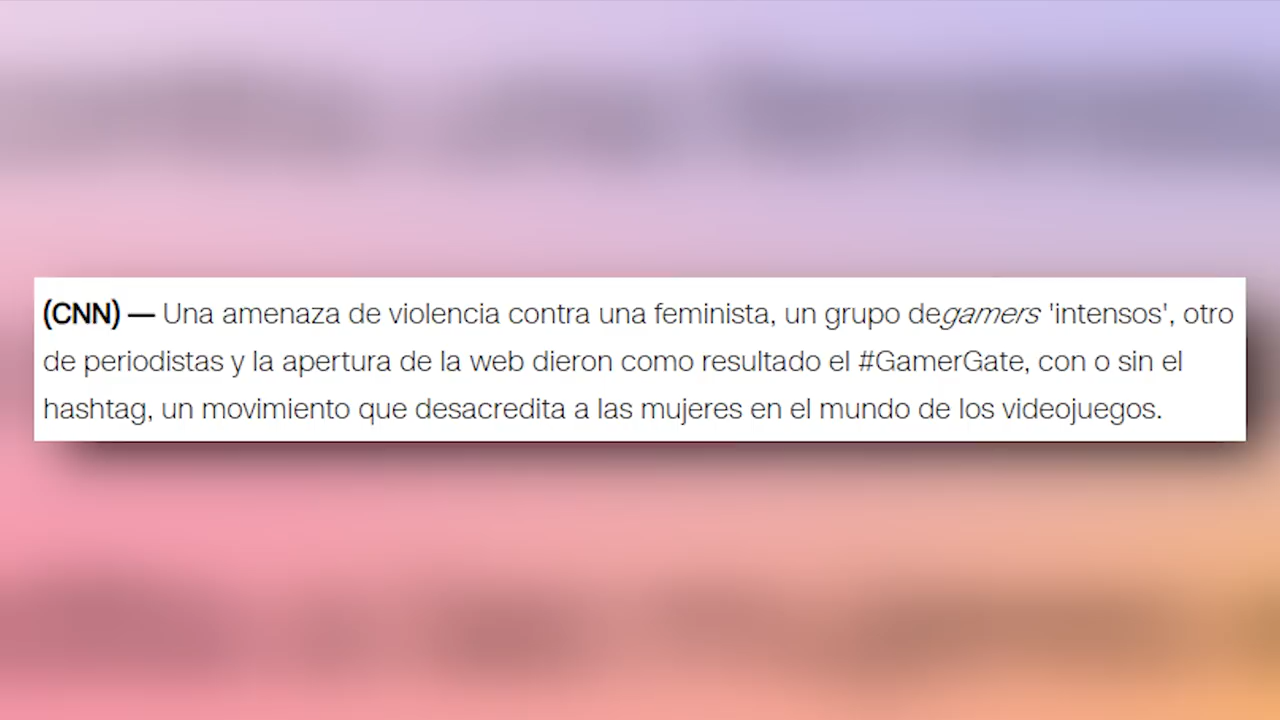 (CNN) — Una amenaza de violencia contra una feminista, un grupo degamers 'intensos', otro
de periodistas y la apertura de la web dieron como resultado el #GamerGate, con o sin el
hashtag, un movimiento que desacredita a las mujeres en el mundo de los videojuegos.